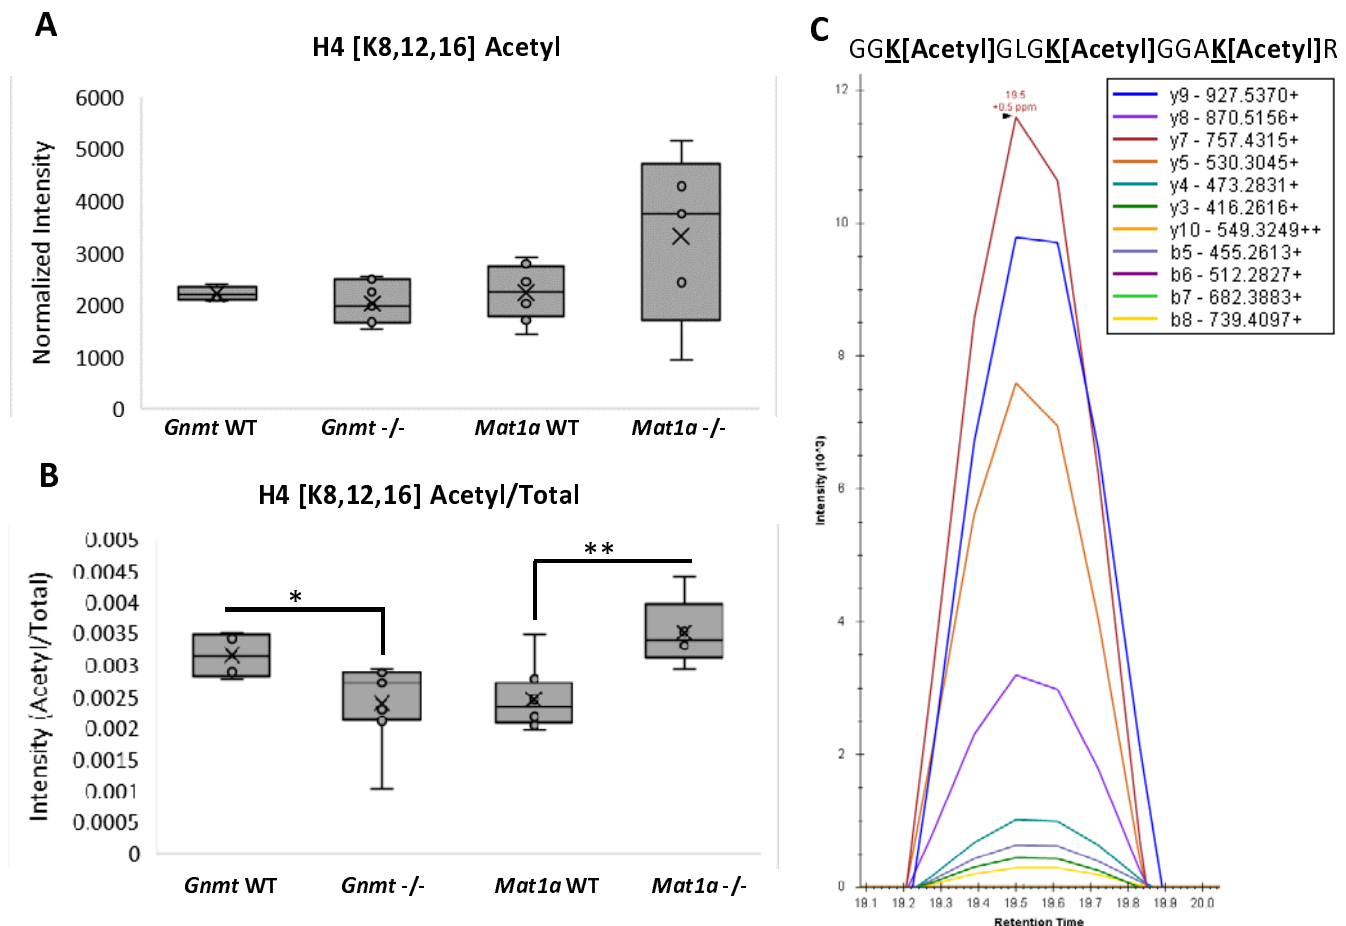 A
H4 [K8,12,16] Acetyl
Normalized Intensity
6000
5000
4000
3000
2000
1000
0
Gnmt WT
Gnmt -/-
Mat1a WT
Mat1a -/-
B
H4 [K8,12,16] Acetyl/Total
Intensity (Acetyl/Total)
0.005
0.0045
0.004
0.0035
0.003
0.0025
0.002
0.0015
0.001
0.0005
0
*
**
Gnmt WT
Gnmt -/-
Mat1a WT
Mat1a -/-
C
GGK[Acetyl]GLGK[Acetyl]GGAK[Acetyl]R
19.5
+0.5 ppm
y9 - 927.5370+
y8 - 870.5156+
y7 - 757.4315+
y5 - 530.3045+
y4 - 473.2831+
y3 - 416.2616+
y10 - 549.3249++
b5 - 455.2613+
b6 - 512.2827+
b7 - 682.3883+
b8 - 739.4097+
Intensity (10^3)
12
10
8
6
4
2
0
19.1 19.2 19.3 19.4 19.5 19.6 19.7 19.8 19.9 20.0
Retention Time